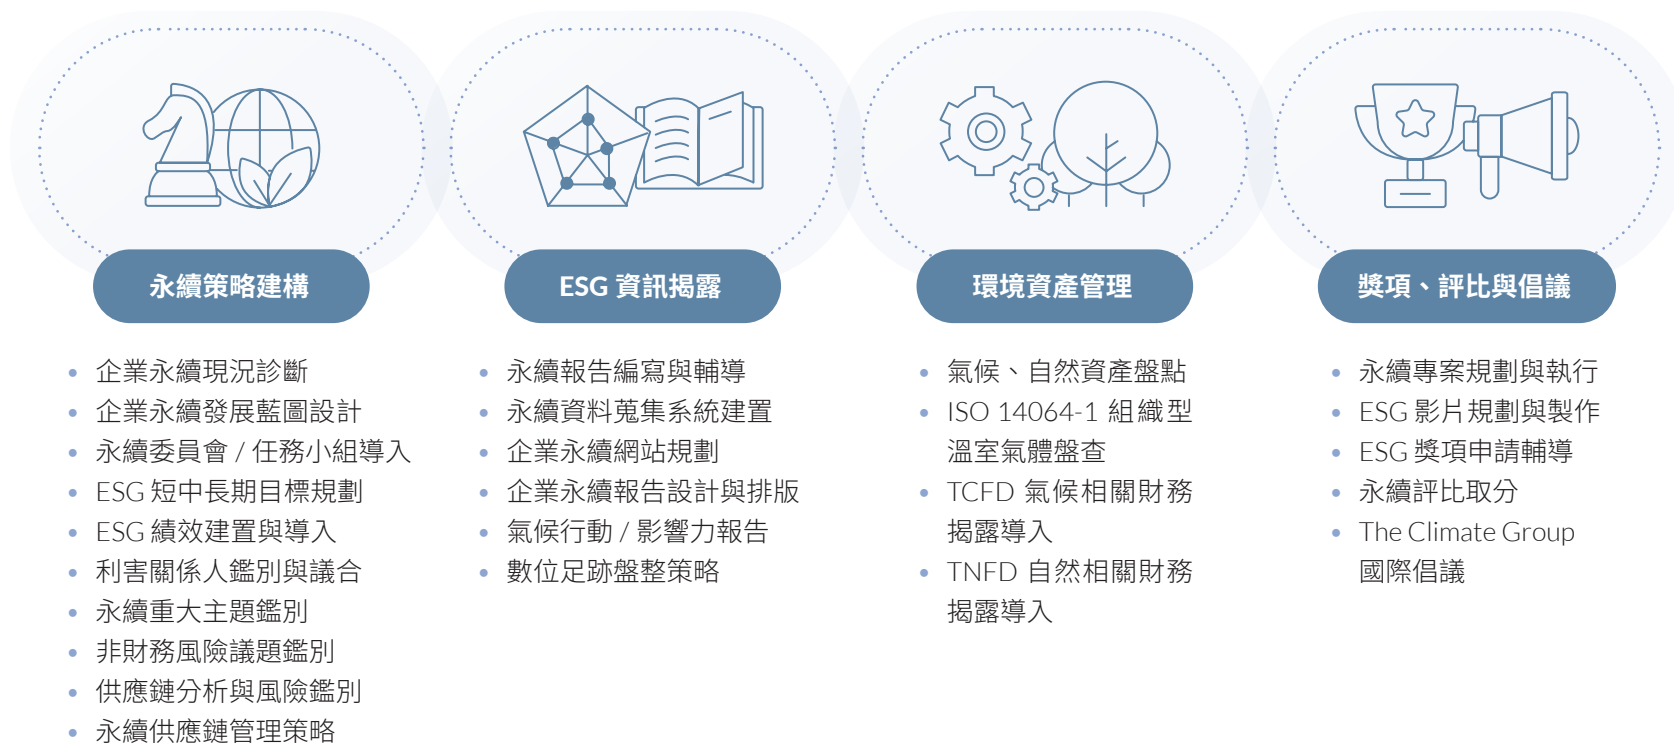 永續策略建構
企業永續現況診斷
企業永續發展藍圖設計
永續委員會 / 任務小組導入
ESG 短中長期目標規劃
ESG 績效建置與導入
利害關係人鑑別與議合
永續重大主題鑑別
非財務風險議題鑑別
供應鏈分析與風險鑑別
永續供應鏈管理策略
ESG 資訊揭露
永續報告編寫與輔導
永續資料蒐集系統建置
企業永續網站規劃
企業永續報告設計與排版
氣候行動 / 影響力報告
數位足跡盤整策略
環境資產管理
氣候、自然資產盤點
ISO 14064-1 組織型
溫室氣體盤查
TCFD 氣候相關財務
揭露導入
TNFD 自然相關財務
揭露導入
獎項、評比與倡議
永續專案規劃與執行
ESG 影片規劃與製作
ESG 獎項申請輔導
永續評比取分
The Climate Group
國際倡議